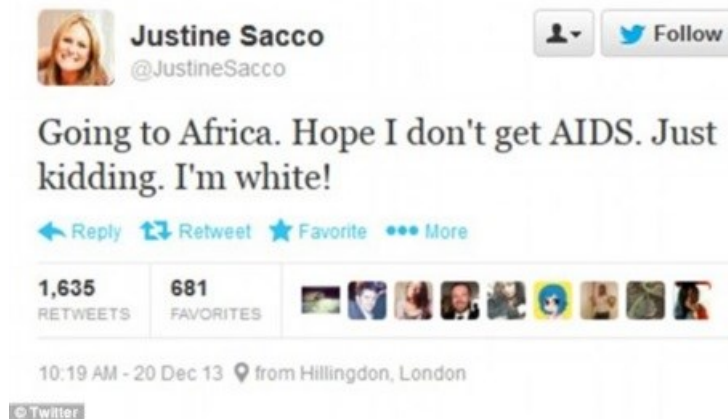 Justine Sacco
Follow
@JustineSacco
Going to Africa. Hope I don't get AIDS. Just
kidding. I'm white!
Reply Retweet Favorite More
1,635 681
RETWEETS FAVORITES
10:19 AM - 20 Dec 13 from Hillingdon, London
© Twitter